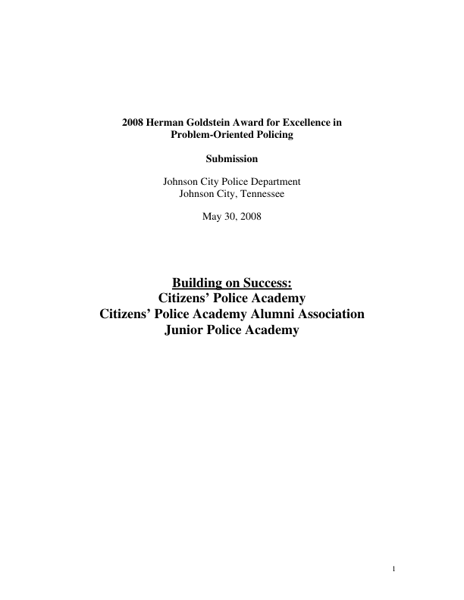 2008 Herman Goldstein Award for Excellence in
Problem-Oriented Policing
Submission
Johnson City Police Department
Johnson City, Tennessee
May 30, 2008
Building on Success:
Citizens’ Police Academy
Citizens’ Police Academy Alumni Association
Junior Police Academy
1